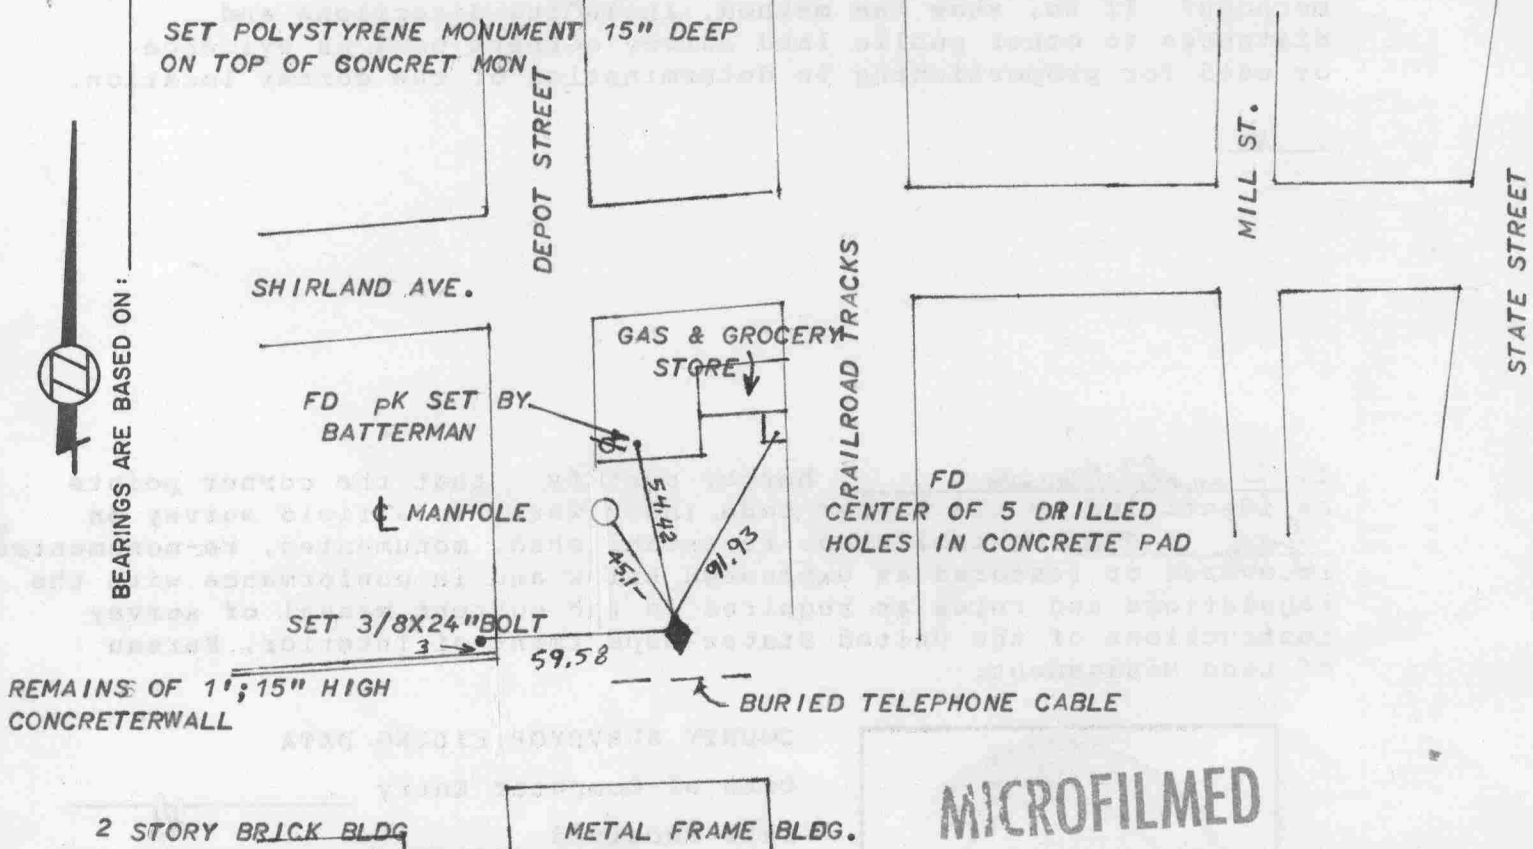 SET POLYSTYRENE MONUMENT 15" DEEP
ON TOP OF CONCRET MON.
DEPOT STREET
MILL ST.
STATE STREET
SHIRLAND AVE.
BEARINGS ARE BASED ON:
GAS & GROCERY
STORE
RAILROAD TRACKS
FD pK SET BY
BATTERMAN
℄ MANHOLE
54.42
91.93
FD
CENTER OF 5 DRILLED
HOLES IN CONCRETE PAD
SET 3/8X24" BOLT
3
59.58
REMAINS OF 1'; 15" HIGH
CONCRETERWALL
BURIED TELEPHONE CABLE
2 STORY BRICK BLDG
METAL FRAME BLDG.
MICROFILMED